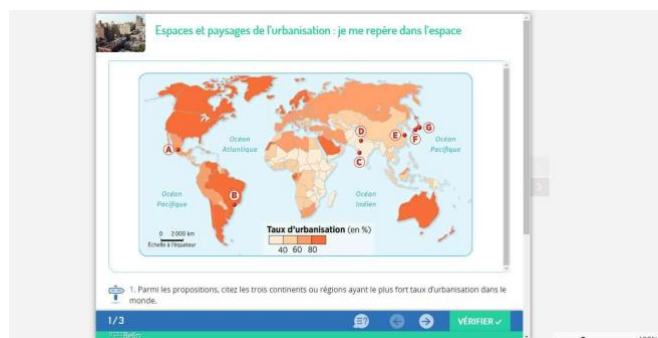 Espaces et paysages de l'urbanisation : je me repère dans l'espace
Océan
Atlantique
A
B
D
C
E
F
G
Océan
Pacifique
Océan
Pacifique
Océan
Indien
0 2 000 km
Échelle à l'équateur
Taux d'urbanisation (en %)
40 60 80
1. Parmi les propositions, citez les trois continents ou régions ayant le plus fort taux d'urbanisation dans le
monde.
1/3
VÉRIFIER